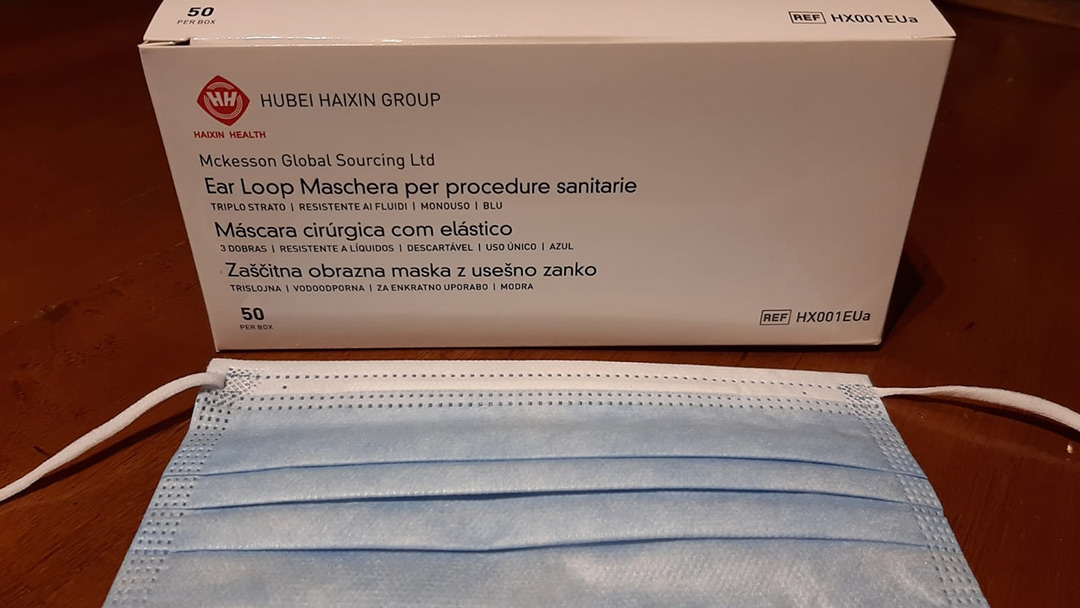 50
PER BOX
REF HX001EUa
HH
HUBEI HAIXIN GROUP
HAIXIN HEALTH
Mckesson Global Sourcing Ltd
Ear Loop Maschera per procedure sanitarie
TRIPLO STRATO | RESISTENTE AI FLUIDI | MONOUSO | BLU
Máscara cirúrgica com elástico
3 DOBRAS | RESISTENTE A LÍQUIDOS | DESCARTÁVEL | USO ÚNICO | AZUL
Zaščitna obrazna maska z usešno zanko
TRISLOJNA | VODOODPORNA | ZA ENKRATNO UPORABO | MODRA
50
PER BOX
REF HX001EUa